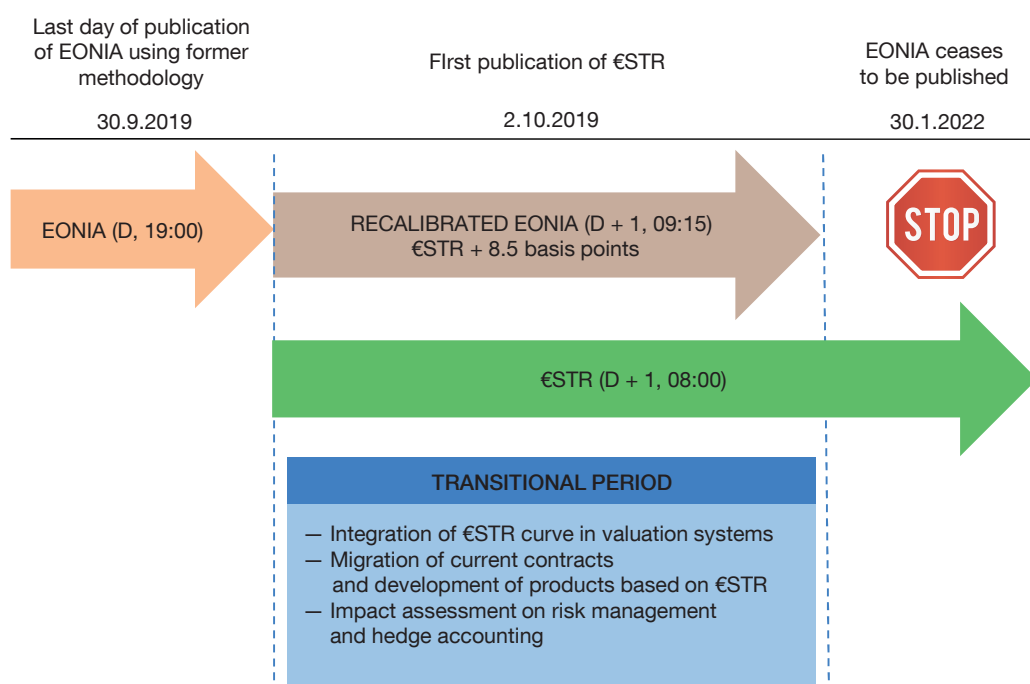 Last day of publication
of EONIA using former
methodology
30.9.2019
FIrst publication of €STR
2.10.2019
EONIA ceases
to be published
30.1.2022
EONIA (D, 19:00)
RECALIBRATED EONIA (D + 1, 09:15)
€STR + 8.5 basis points
STOP
€STR (D + 1, 08:00)
TRANSITIONAL PERIOD
— Integration of €STR curve in valuation systems
— Migration of current contracts
and development of products based on €STR
— Impact assessment on risk management
and hedge accounting